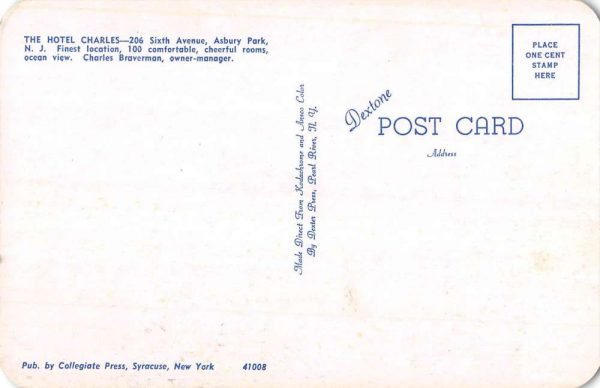 THE HOTEL CHARLES—206 Sixth Avenue, Asbury Park,
N. J. Finest location, 100 comfortable, cheerful rooms,
ocean view. Charles Braverman, owner-manager.
PLACE
ONE CENT
STAMP
HERE
Dextone
POST CARD
Address
Made Direct From Kodachrome and Ansco Color
By Dexter Press, Pearl River, N. Y.
Pub. by Collegiate Press, Syracuse, New York 41008